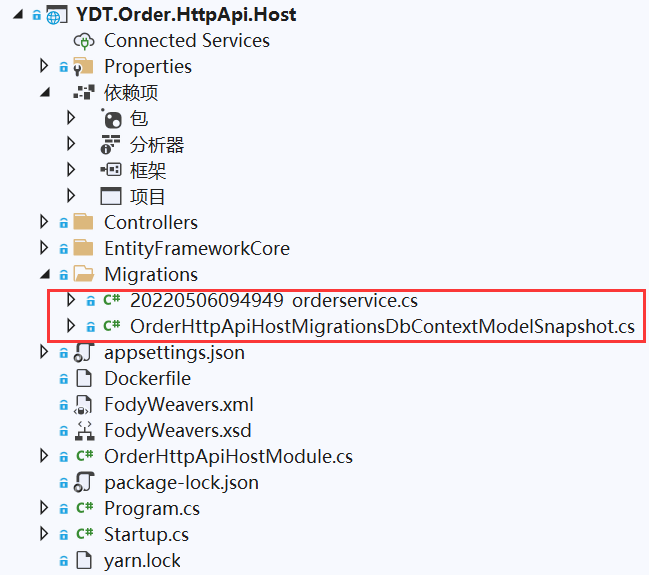 YDT.Order.HttpApi.Host
Connected Services
Properties
依赖项
包
分析器
框架
项目
Controllers
EntityFrameworkCore
Migrations
20220506094949_orderservice.cs
OrderHttpApiHostMigrationsDbContextModelSnapshot.cs
appsettings.json
Dockerfile
FodyWeavers.xml
FodyWeavers.xsd
OrderHttpApiHostModule.cs
package-lock.json
Program.cs
Startup.cs
yarn.lock